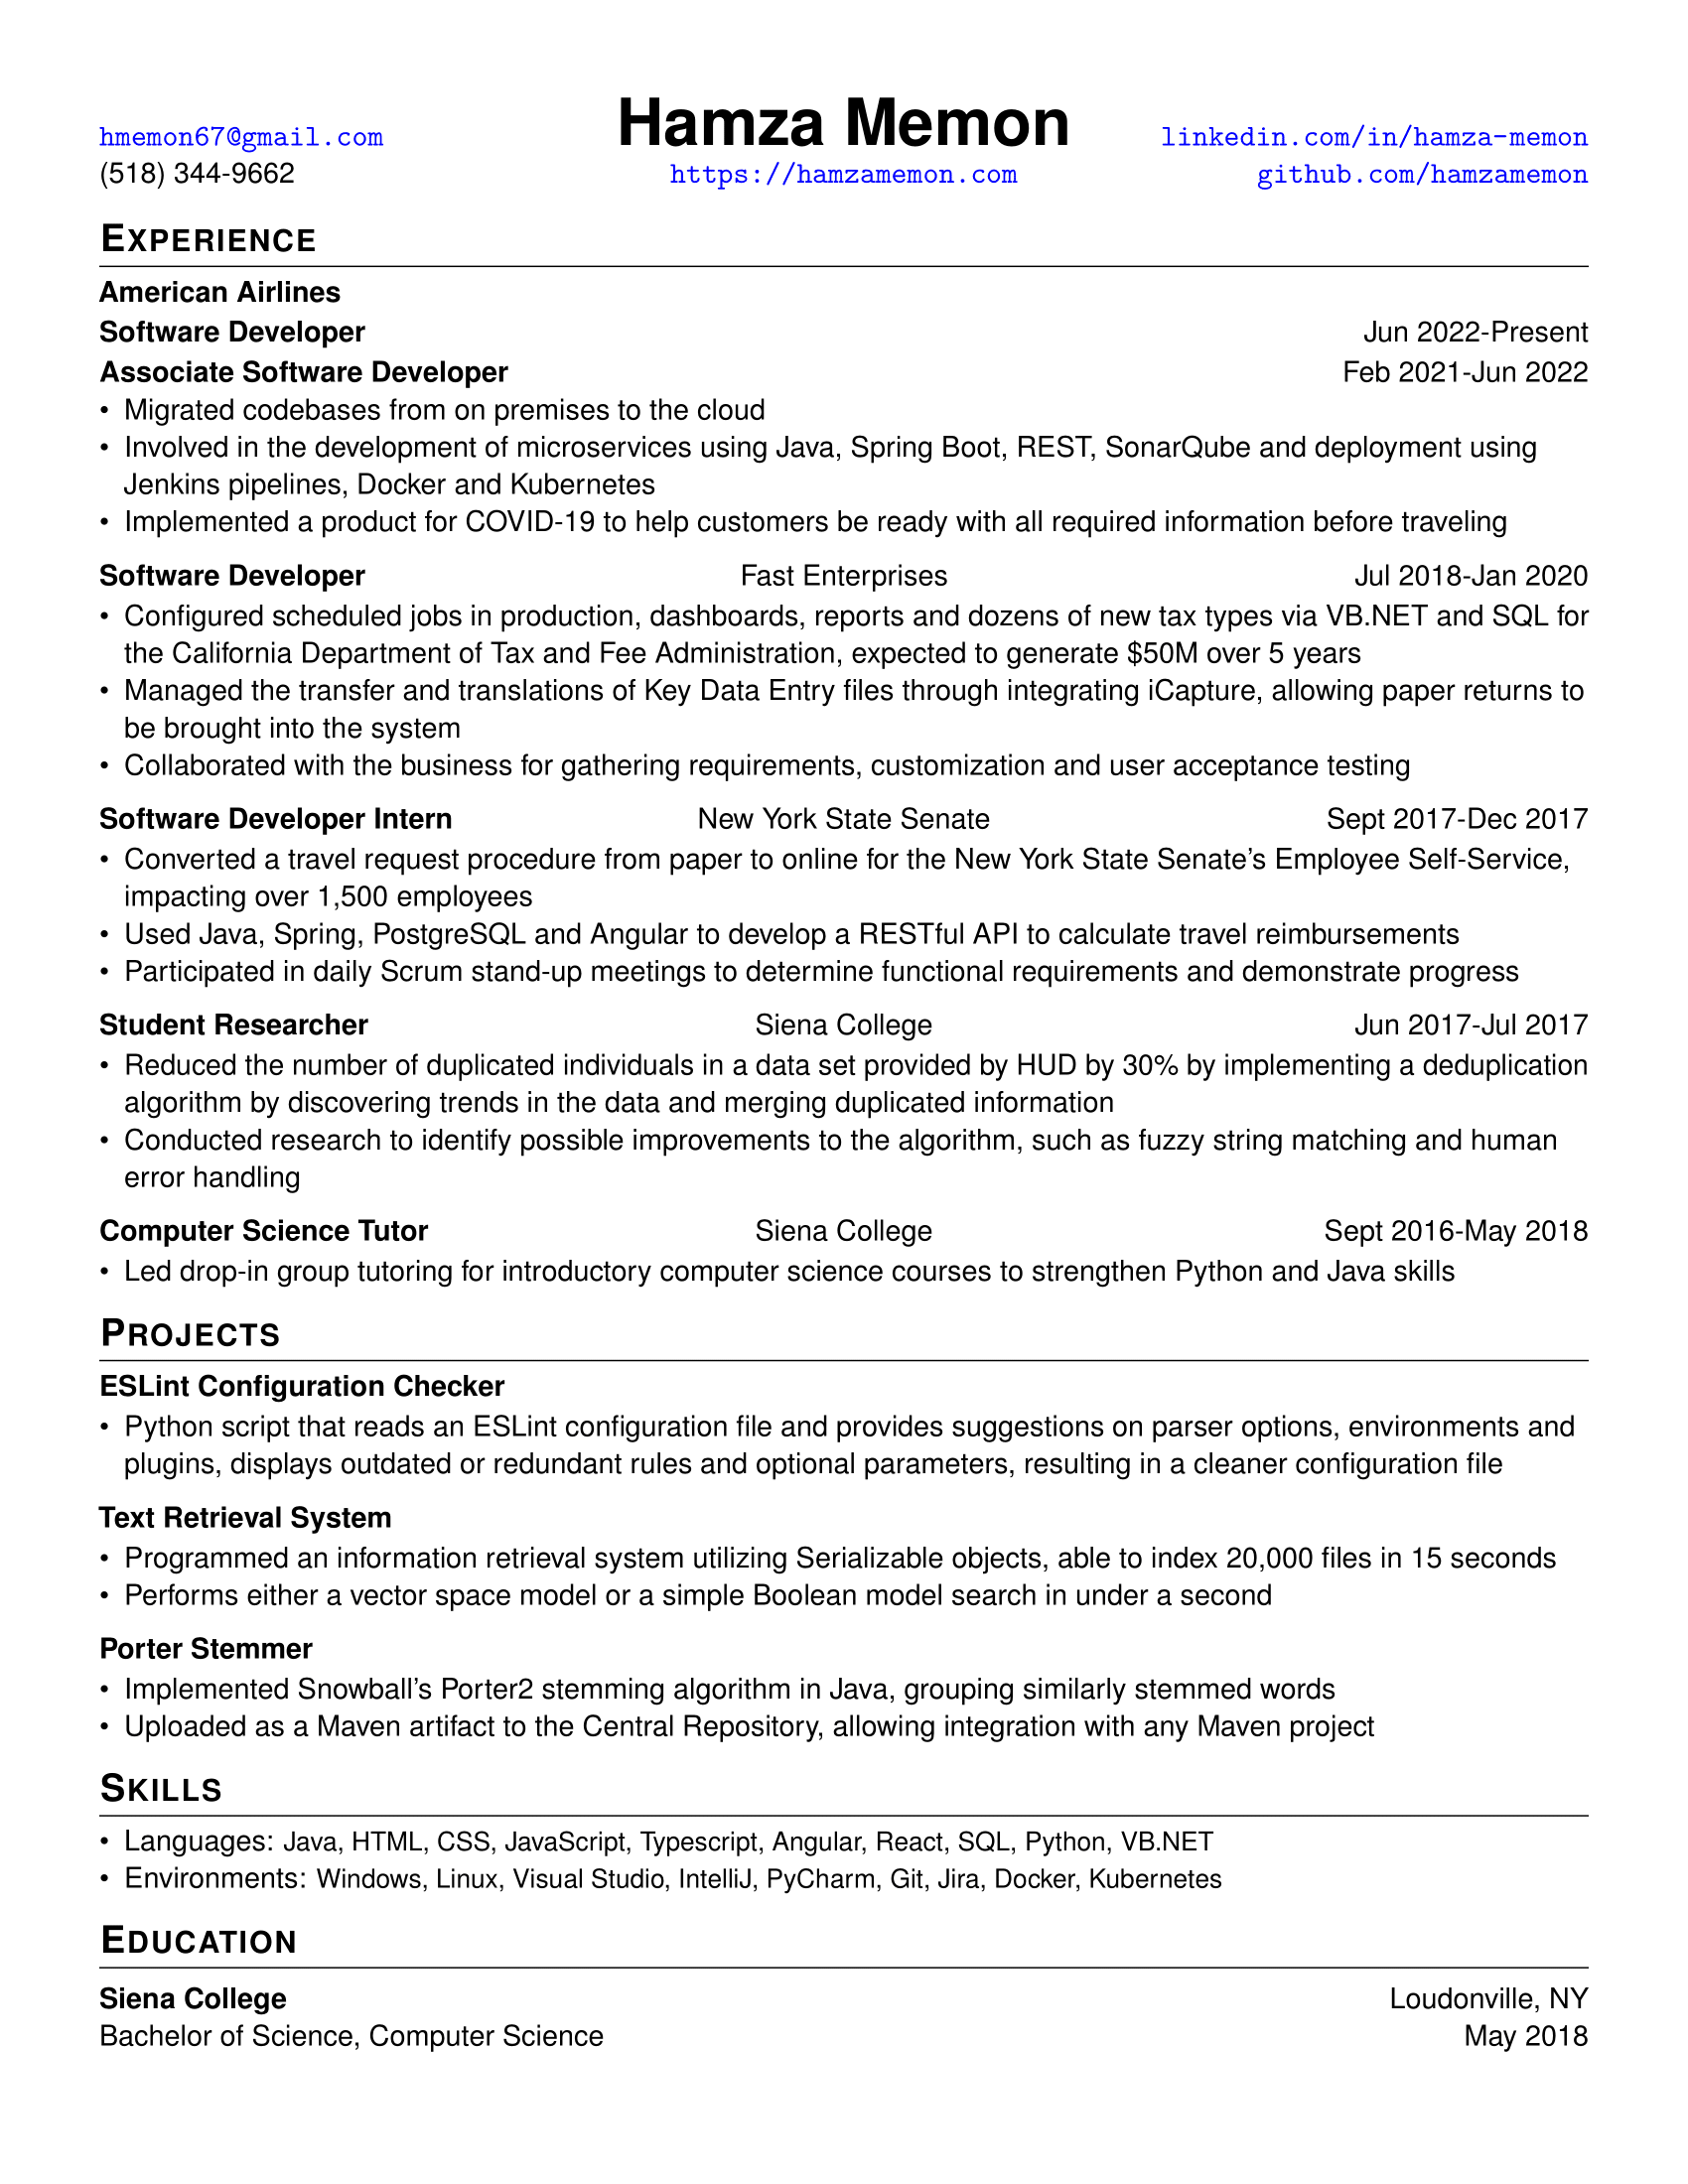 Hamza Memon
hmemon67@gmail.com linkedin.com/in/hamza-memon
(518) 344-9662 https://hamzamemon.com github.com/hamzamemon
EXPERIENCE
American Airlines
Software Developer Jun 2022-Present
Associate Software Developer Feb 2021-Jun 2022
• Migrated codebases from on premises to the cloud
• Involved in the development of microservices using Java, Spring Boot, REST, SonarQube and deployment using
Jenkins pipelines, Docker and Kubernetes
• Implemented a product for COVID-19 to help customers be ready with all required information before traveling
Software Developer Fast Enterprises Jul 2018-Jan 2020
• Configured scheduled jobs in production, dashboards, reports and dozens of new tax types via VB.NET and SQL for
the California Department of Tax and Fee Administration, expected to generate $50M over 5 years
• Managed the transfer and translations of Key Data Entry files through integrating iCapture, allowing paper returns to
be brought into the system
• Collaborated with the business for gathering requirements, customization and user acceptance testing
Software Developer Intern New York State Senate Sept 2017-Dec 2017
• Converted a travel request procedure from paper to online for the New York State Senate's Employee Self-Service,
impacting over 1,500 employees
• Used Java, Spring, PostgreSQL and Angular to develop a RESTful API to calculate travel reimbursements
• Participated in daily Scrum stand-up meetings to determine functional requirements and demonstrate progress
Student Researcher Siena College Jun 2017-Jul 2017
• Reduced the number of duplicated individuals in a data set provided by HUD by 30% by implementing a deduplication
algorithm by discovering trends in the data and merging duplicated information
• Conducted research to identify possible improvements to the algorithm, such as fuzzy string matching and human
error handling
Computer Science Tutor Siena College Sept 2016-May 2018
• Led drop-in group tutoring for introductory computer science courses to strengthen Python and Java skills
PROJECTS
ESLint Configuration Checker
• Python script that reads an ESLint configuration file and provides suggestions on parser options, environments and
plugins, displays outdated or redundant rules and optional parameters, resulting in a cleaner configuration file
Text Retrieval System
• Programmed an information retrieval system utilizing Serializable objects, able to index 20,000 files in 15 seconds
• Performs either a vector space model or a simple Boolean model search in under a second
Porter Stemmer
• Implemented Snowball's Porter2 stemming algorithm in Java, grouping similarly stemmed words
• Uploaded as a Maven artifact to the Central Repository, allowing integration with any Maven project
SKILLS
• Languages: Java, HTML, CSS, JavaScript, Typescript, Angular, React, SQL, Python, VB.NET
• Environments: Windows, Linux, Visual Studio, IntelliJ, PyCharm, Git, Jira, Docker, Kubernetes
EDUCATION
Siena College Loudonville, NY
Bachelor of Science, Computer Science May 2018